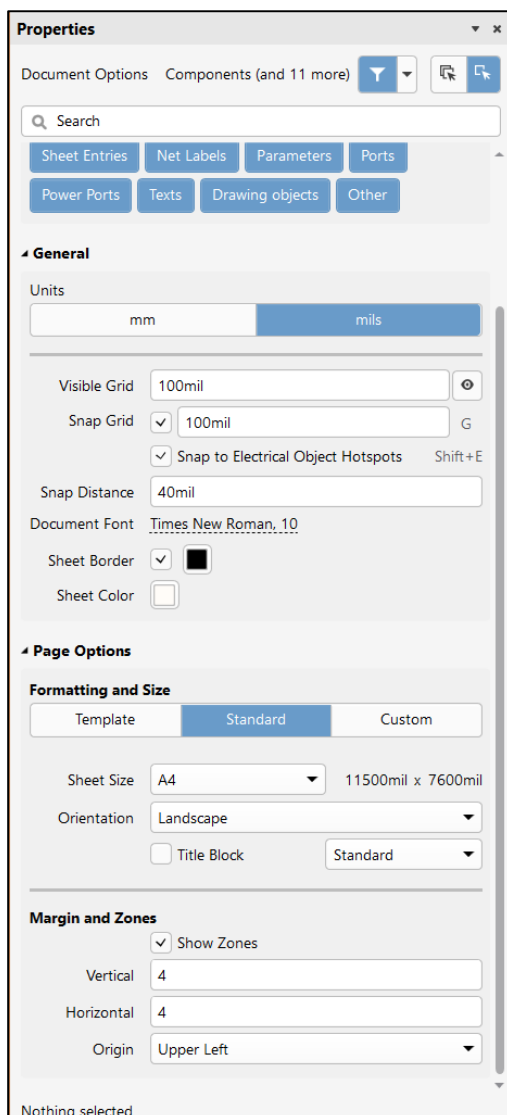 Properties
Document Options Components (and 11 more)
Search
Sheet Entries Net Labels Parameters Ports
Power Ports Texts Drawing objects Other
General
Units
mm mils
Visible Grid 100mil
Snap Grid 100mil G
Snap to Electrical Object Hotspots Shift+E
Snap Distance 40mil
Document Font Times New Roman, 10
Sheet Border
Sheet Color
Page Options
Formatting and Size
Template Standard Custom
Sheet Size A4 11500mil x 7600mil
Orientation Landscape
Title Block Standard
Margin and Zones
Show Zones
Vertical 4
Horizontal 4
Origin Upper Left
Nothing selected